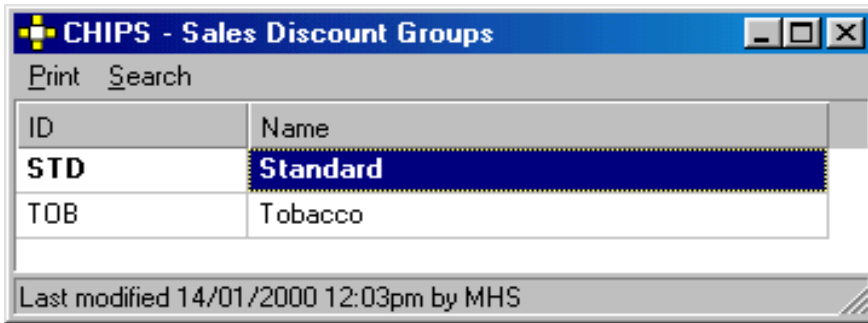 CHIPS - Sales Discount Groups
Print Search
ID Name
STD Standard
TOB Tobacco
Last modified 14/01/2000 12:03pm by MHS